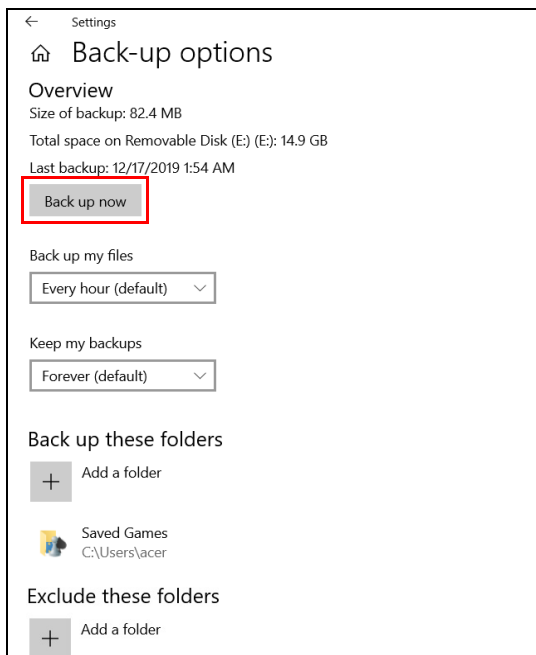 Settings
Back-up options
Overview
Size of backup: 82.4 MB
Total space on Removable Disk (E:) (E:): 14.9 GB
Last backup: 12/17/2019 1:54 AM
Back up now
Back up my files
Every hour (default)
Keep my backups
Forever (default)
Back up these folders
Add a folder
Saved Games
C:\Users\acer
Exclude these folders
Add a folder